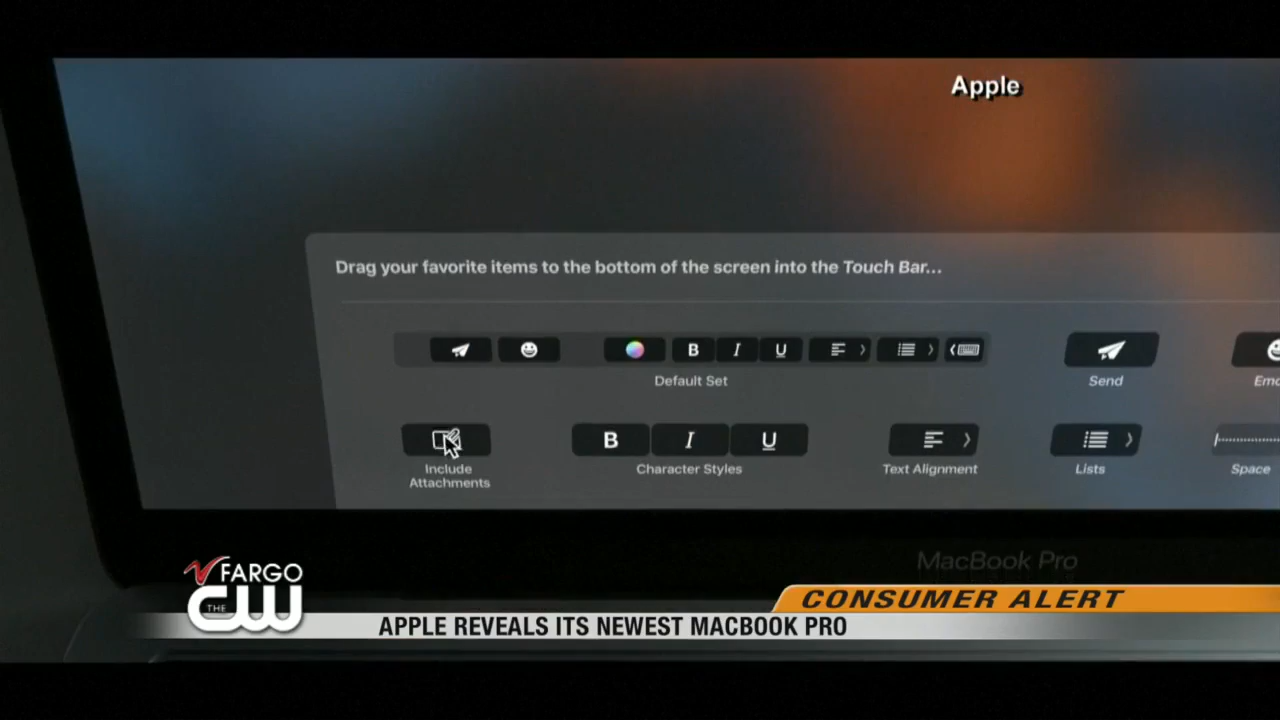 Apple
Drag your favorite items to the bottom of the screen into the Touch Bar...
B I U
Default Set
Send
Emo
B I U
Include
Attachments
Character Styles
Text Alignment
Lists
Space
MacBook Pro
FARGO
THE CW
CONSUMER ALERT
APPLE REVEALS ITS NEWEST MACBOOK PRO